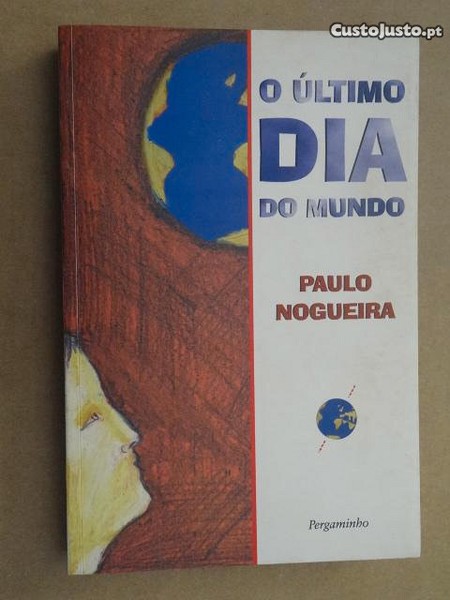 CustoJusto.pt
O ÚLTIMO
DIA
DO MUNDO
PAULO
NOGUEIRA
Pergaminho